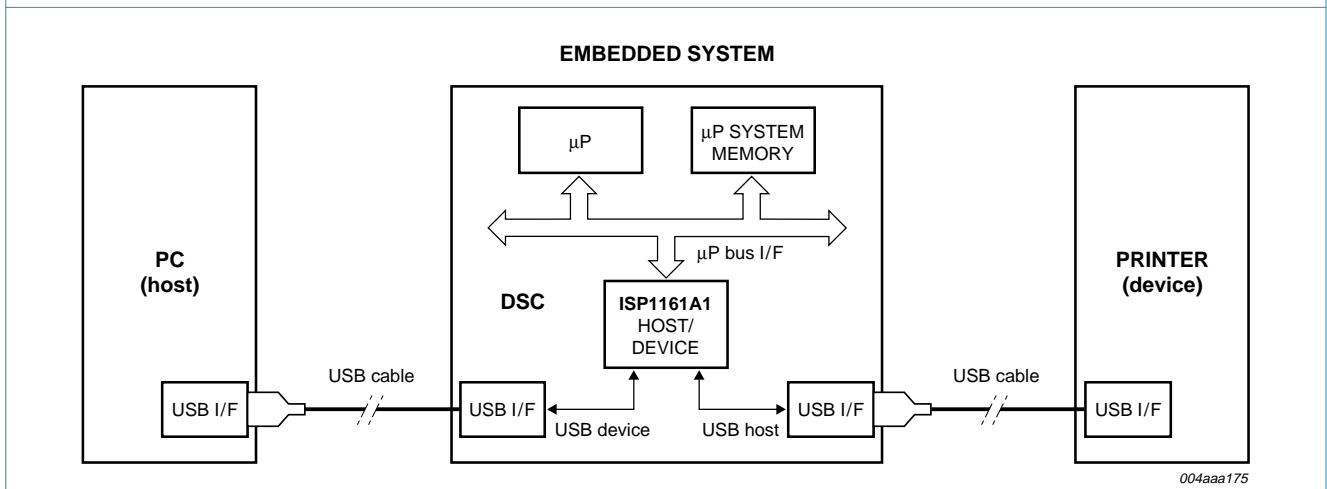 EMBEDDED SYSTEM
PC
(host)
USB I/F
USB cable
μP
μP SYSTEM
MEMORY
μP bus I/F
DSC
ISP1161A1
HOST/
DEVICE
USB I/F
USB device
USB host
USB I/F
USB cable
PRINTER
(device)
USB I/F
004aaa175